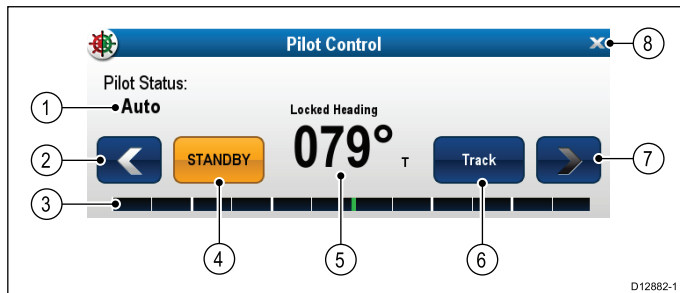 Pilot Control
8
Pilot Status:
1
Auto
Locked Heading
2
STANDBY
079° T
Track
7
3
4
5
6
D12882-1